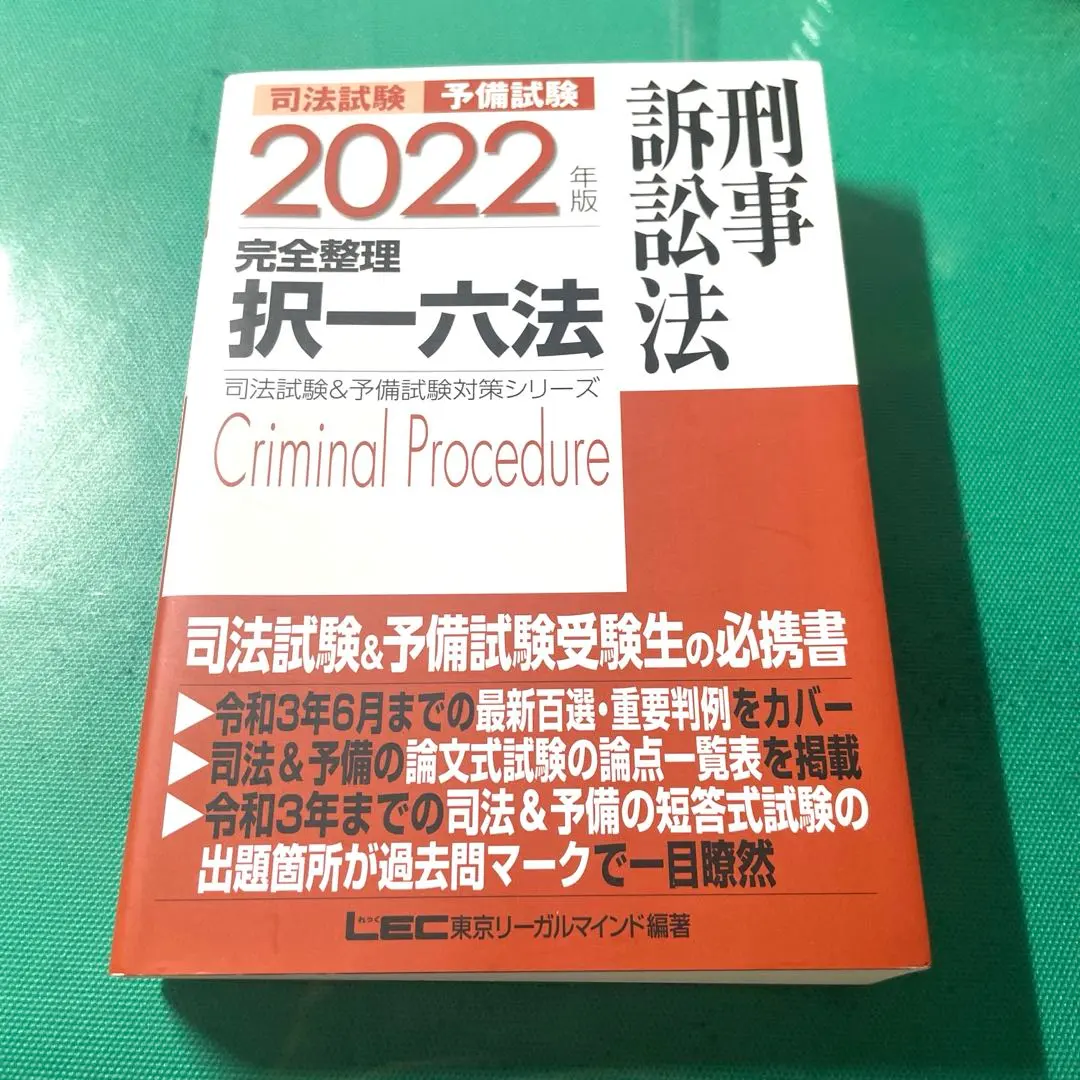 司法試験 予備試験
2022年版
完全整理
択一六法
司法試験&予備試験対策シリーズ
Criminal Procedure
刑事
訴訟法
司法試験&予備試験受験生の必携書
▶令和3年6月までの最新百選・重要判例をカバー
▶司法&予備の論文式試験の論点一覧表を掲載
▶令和3年までの司法&予備の短答式試験の
出題箇所が過去問マークで一目瞭然
れっく
LEC東京リーガルマインド編著